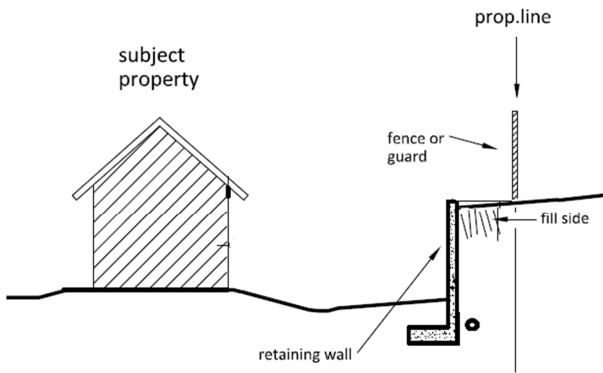 prop.line
subject
property
fence or
guard
fill side
retaining wall